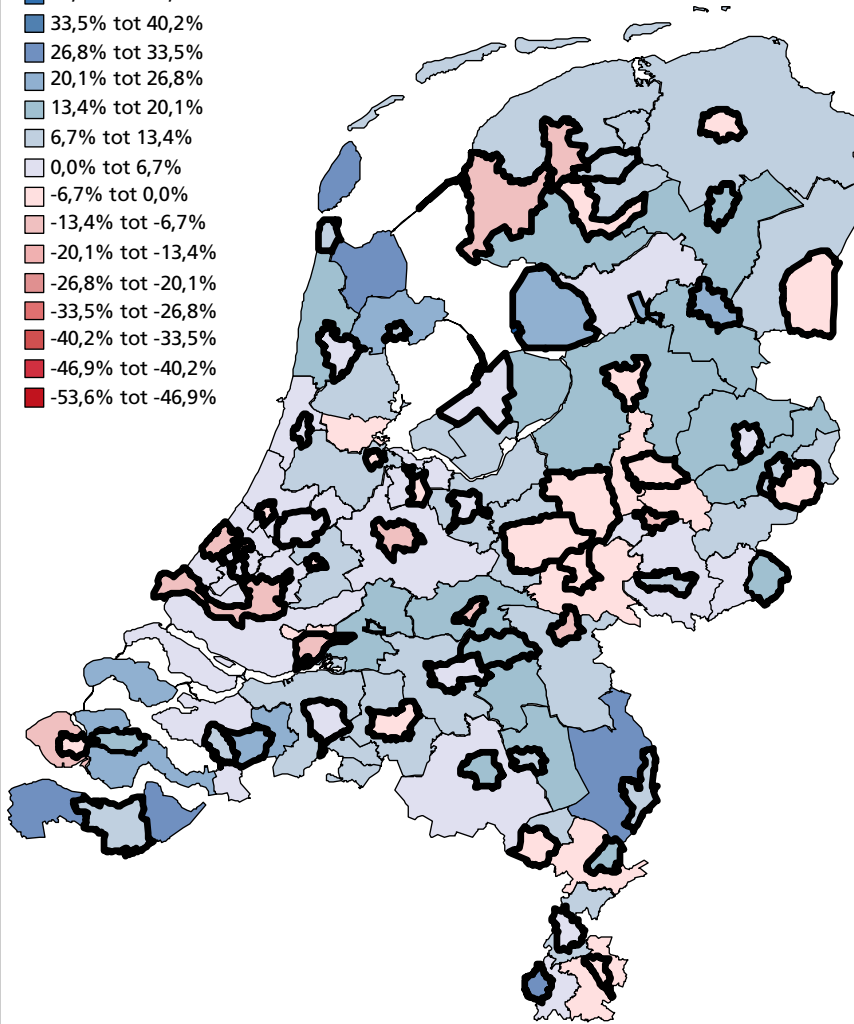 33,5% tot 40,2%
26,8% tot 33,5%
20,1% tot 26,8%
13,4% tot 20,1%
6,7% tot 13,4%
0,0% tot 6,7%
-6,7% tot 0,0%
-13,4% tot -6,7%
-20,1% tot -13,4%
-26,8% tot -20,1%
-33,5% tot -26,8%
-40,2% tot -33,5%
-46,9% tot -40,2%
-53,6% tot -46,9%